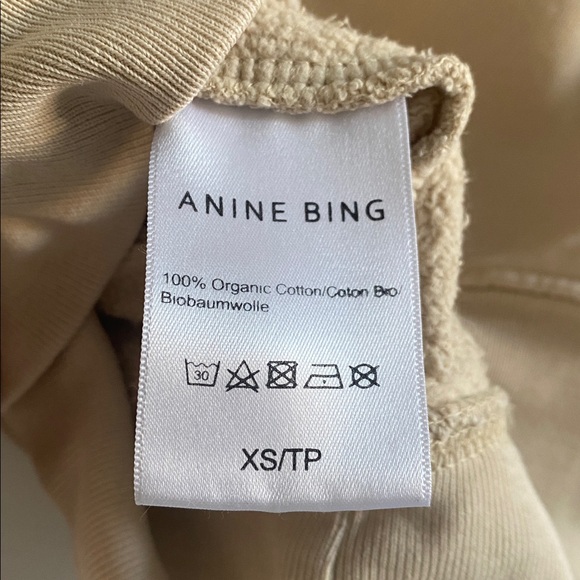 ANINE BING
100% Organic Cotton/Coton Bio/
Biobaumwolle
30
XS/TP